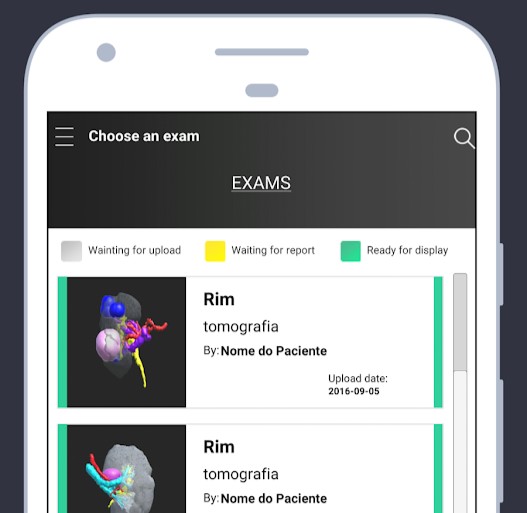 Choose an exam
EXAMS
Wainting for upload
Waiting for report
Ready for display
Rim
tomografia
By: Nome do Paciente
Upload date:
2016-09-05
Rim
tomografia
By: Nome do Paciente